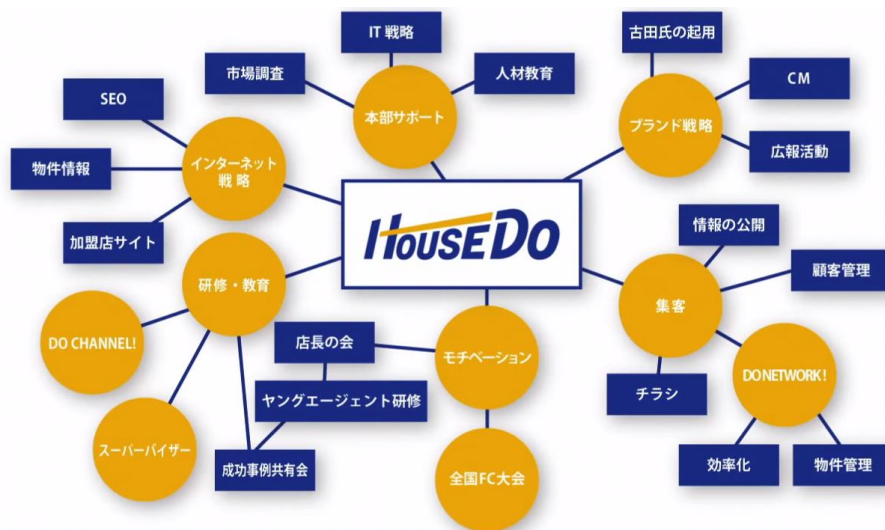 IT 戦略
市場調査
人材教育
本部サポート
古田氏の起用
CM
ブランド戦略
広報活動
SEO
物件情報
インターネット
戦略
加盟店サイト
HOUSEDO
情報の公開
顧客管理
集客
チラシ
DO NETWORK!
効率化
物件管理
研修・教育
DO CHANNEL!
スーパーバイザー
店長の会
ヤングエージェント研修
成功事例共有会
モチベーション
全国FC大会